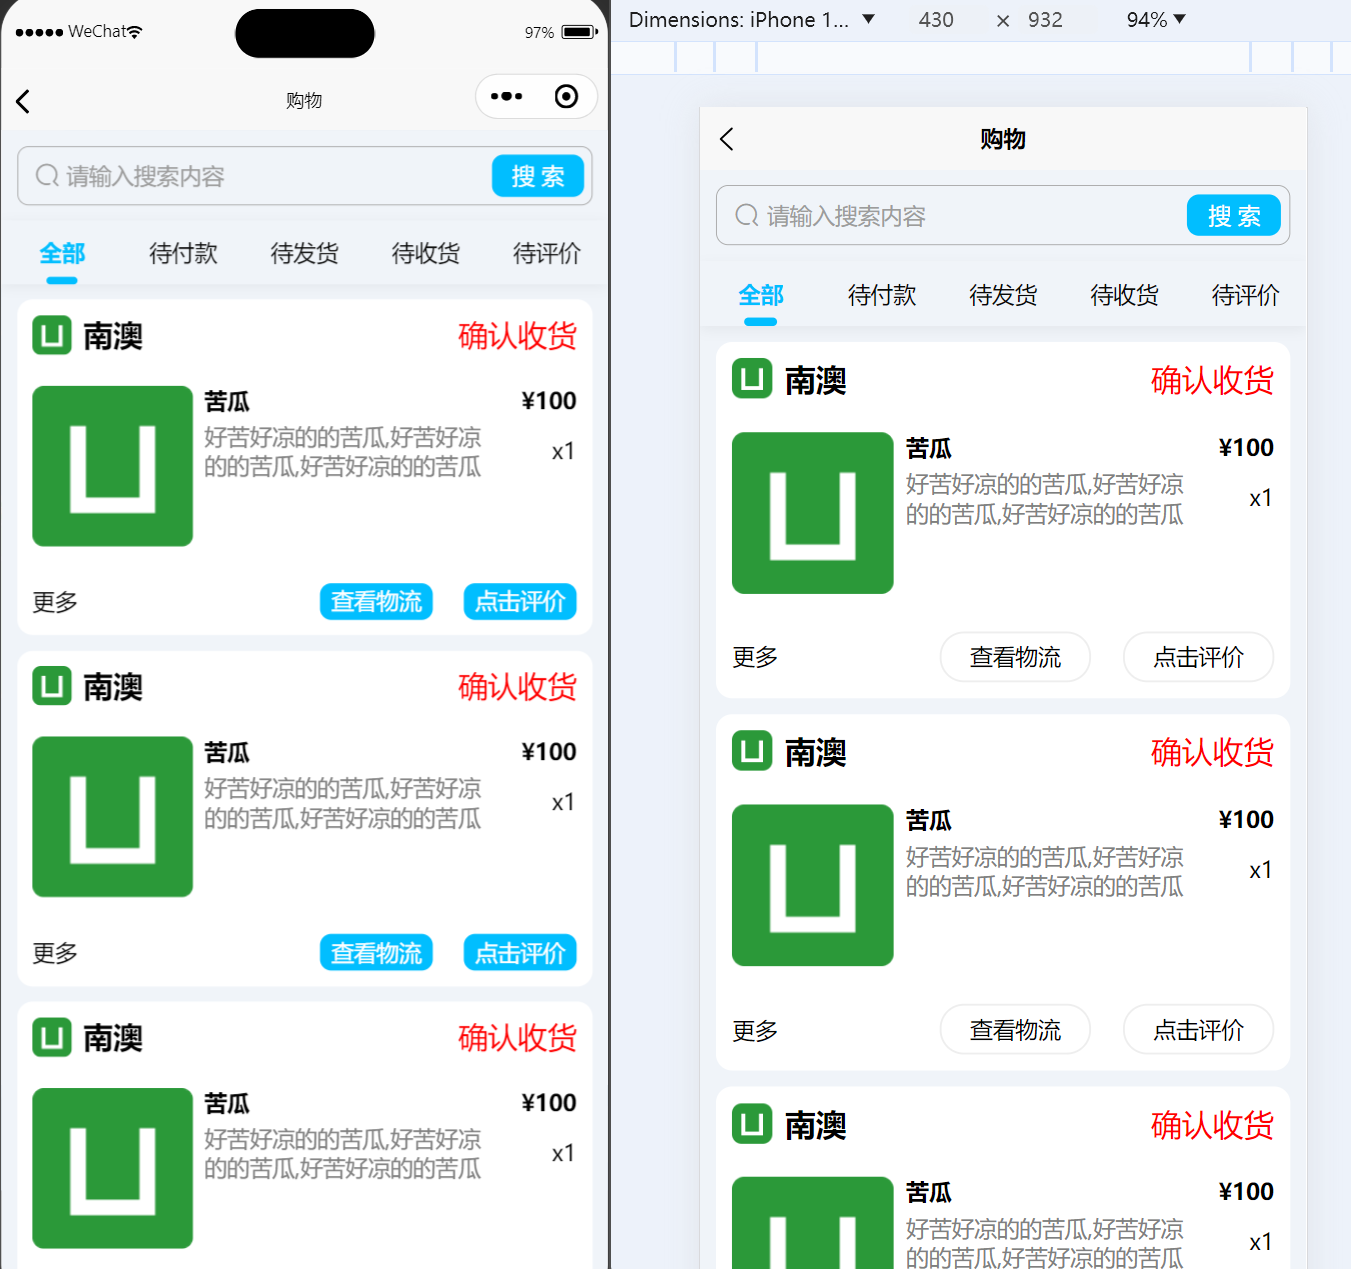 WeChat
97%
购物
请输入搜索内容
搜 索
全部 待付款 待发货 待收货 待评价
南澳 确认收货
苦瓜 ¥100
好苦好凉的的苦瓜,好苦好凉
的的苦瓜,好苦好凉的的苦瓜
x1
更多 查看物流 点击评价
南澳 确认收货
苦瓜 ¥100
好苦好凉的的苦瓜,好苦好凉
的的苦瓜,好苦好凉的的苦瓜
x1
更多 查看物流 点击评价
南澳 确认收货
苦瓜 ¥100
好苦好凉的的苦瓜,好苦好凉
的的苦瓜,好苦好凉的的苦瓜
x1
Dimensions: iPhone 1... 430 × 932 94%
购物
请输入搜索内容
搜 索
全部 待付款 待发货 待收货 待评价
南澳 确认收货
苦瓜 ¥100
好苦好凉的的苦瓜,好苦好凉
的的苦瓜,好苦好凉的的苦瓜
x1
更多 查看物流 点击评价
南澳 确认收货
苦瓜 ¥100
好苦好凉的的苦瓜,好苦好凉
的的苦瓜,好苦好凉的的苦瓜
x1
更多 查看物流 点击评价
南澳 确认收货
苦瓜 ¥100
好苦好凉的的苦瓜,好苦好凉
的的苦瓜,好苦好凉的的苦瓜
x1